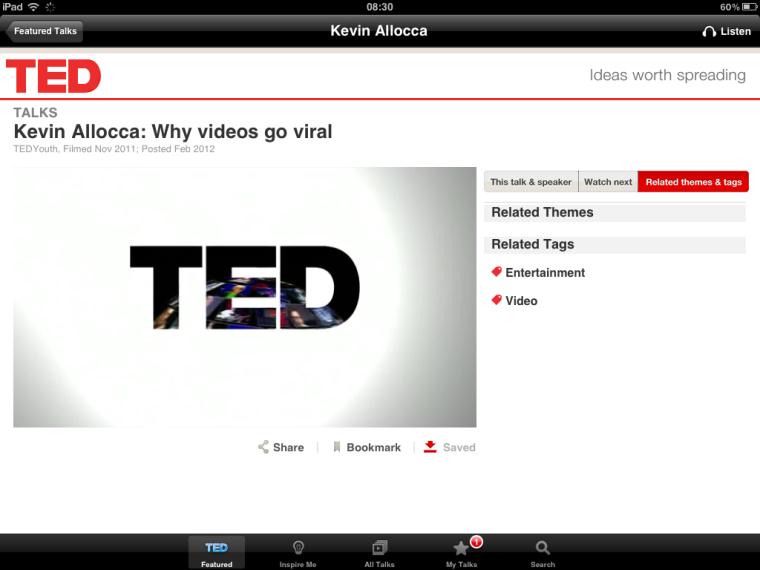 iPad 08:30 60%
Featured Talks Kevin Allocca Listen
TED Ideas worth spreading
TALKS
Kevin Allocca: Why videos go viral
TEDYouth, Filmed Nov 2011; Posted Feb 2012
TED
This talk & speaker Watch next Related themes & tags
Related Themes
Related Tags
Entertainment
Video
Share Bookmark Saved
TED
Featured Inspire Me All Talks My Talks Search